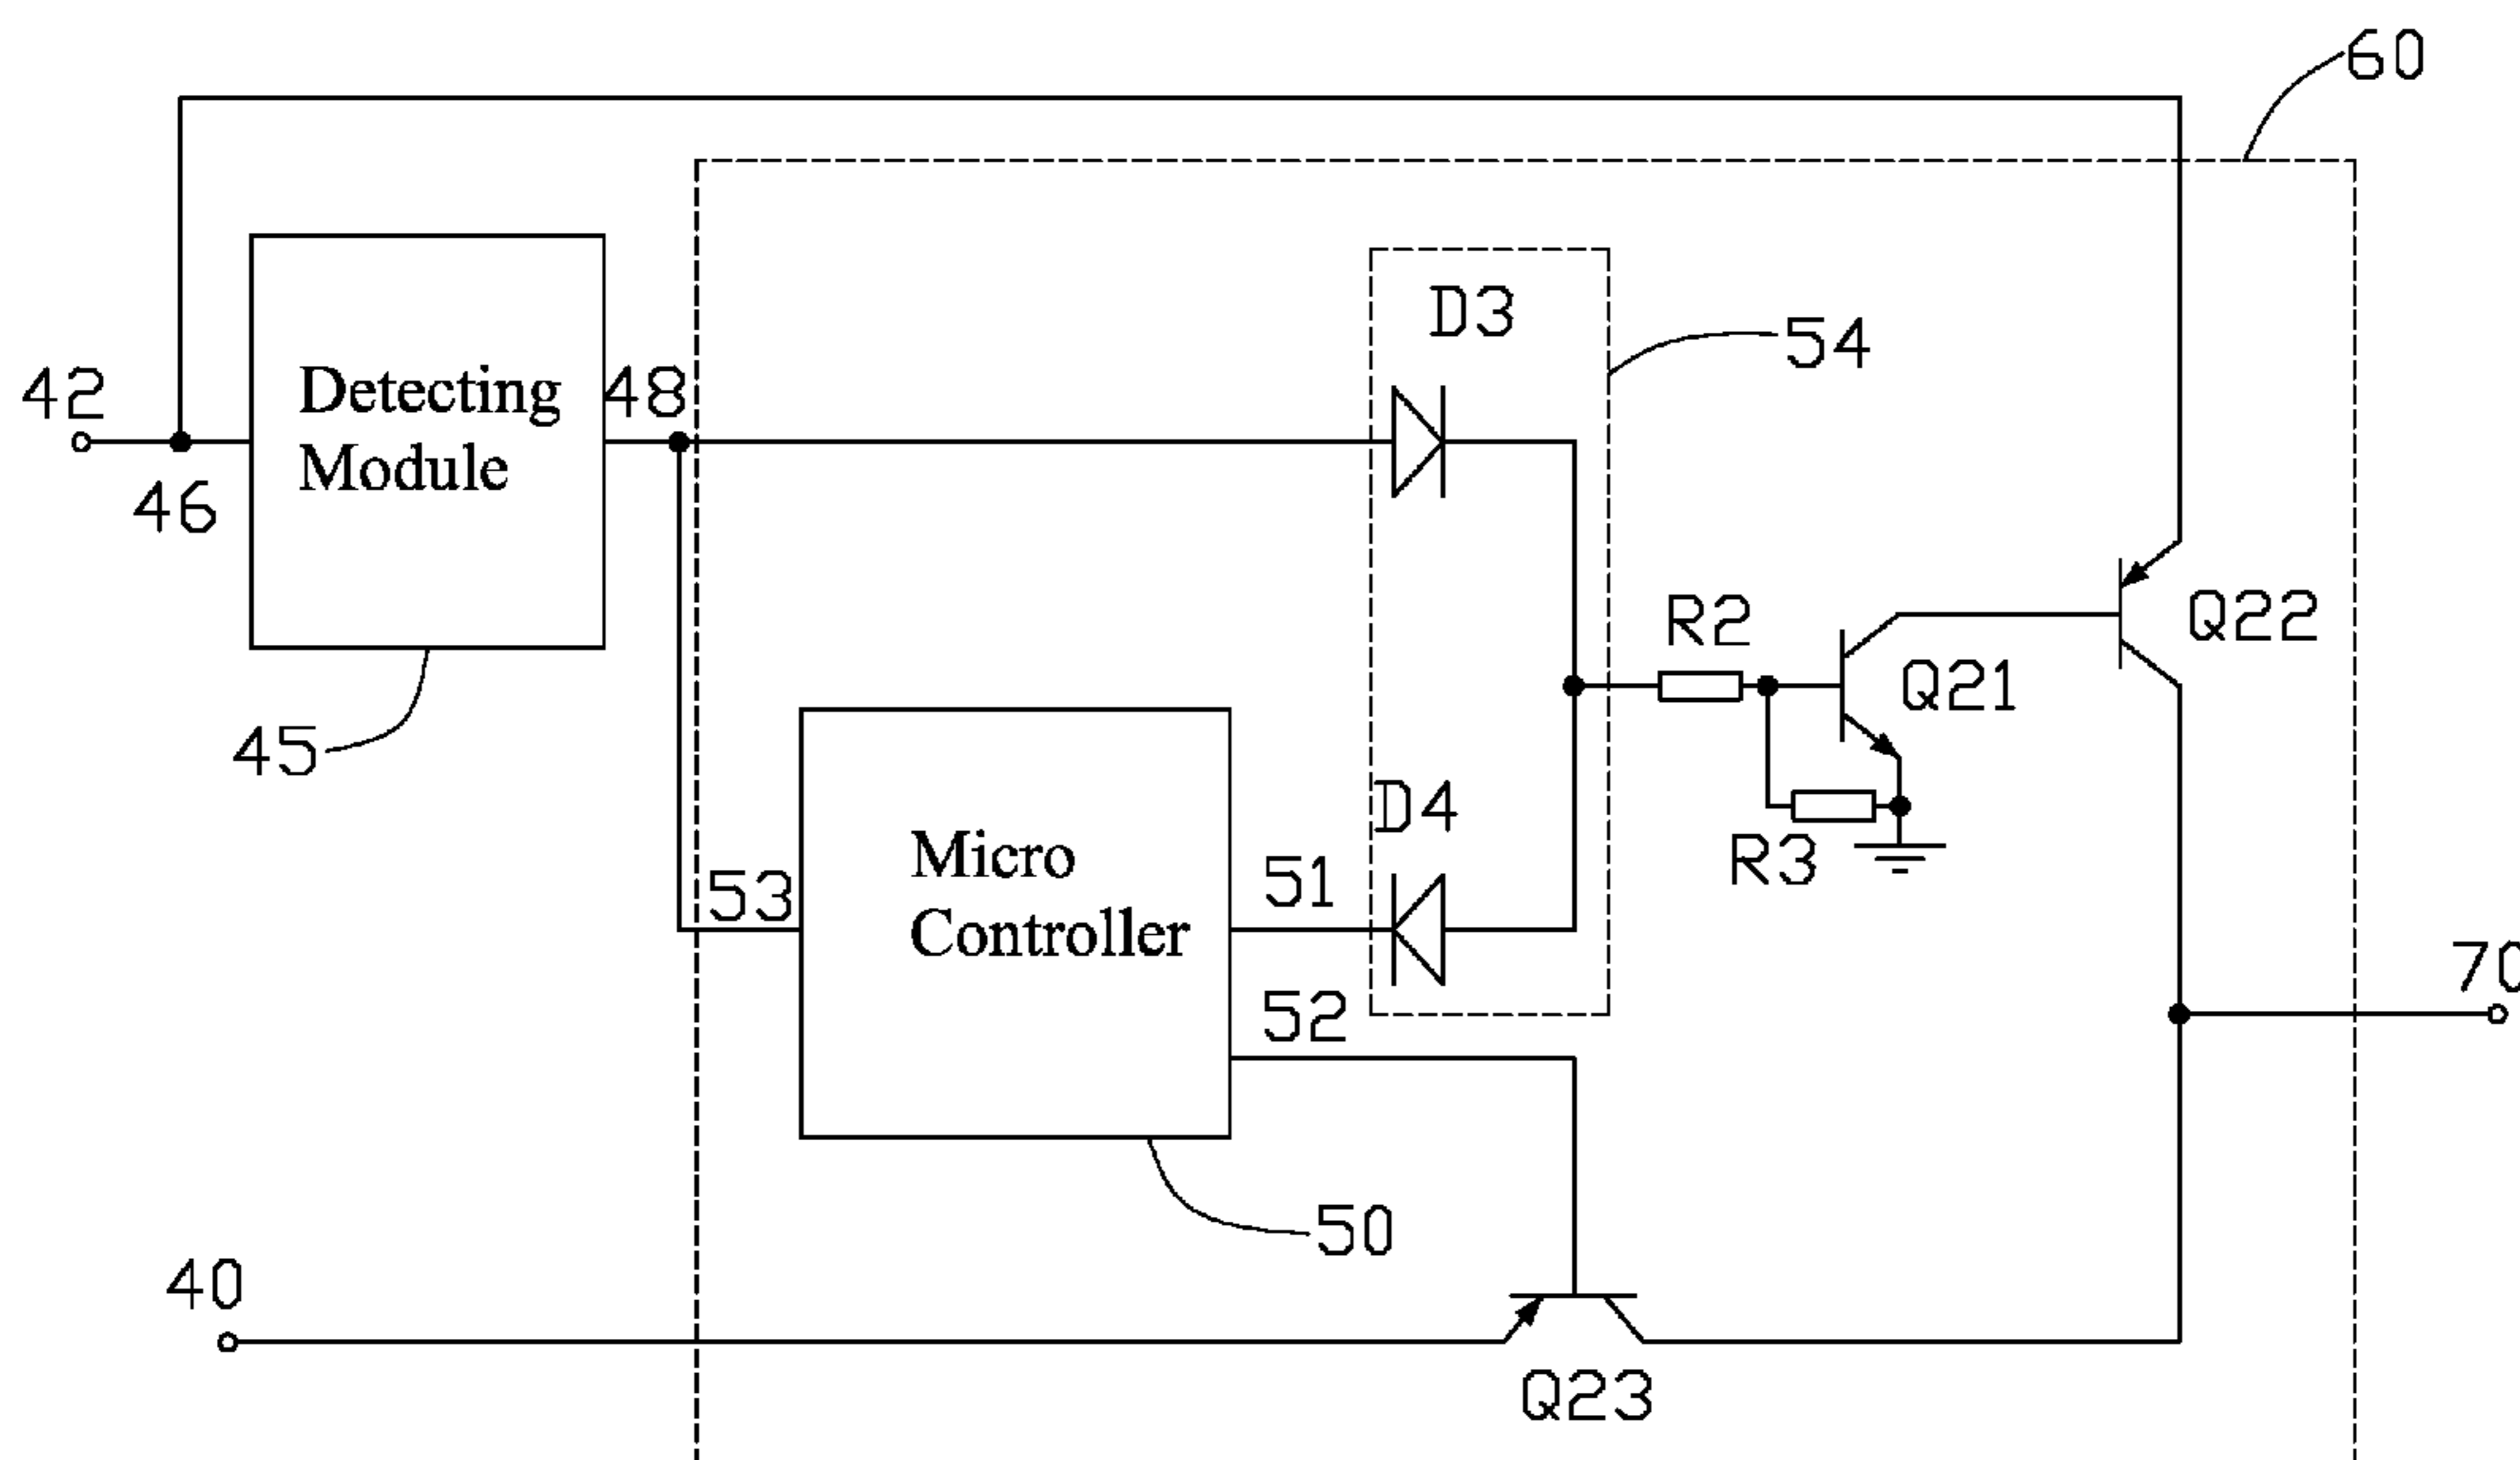 60
D3
54
42
Detecting
Module
48
46
R2
Q22
Q21
45
D4
R3
Micro
Controller
53
51
52
70
50
40
Q23